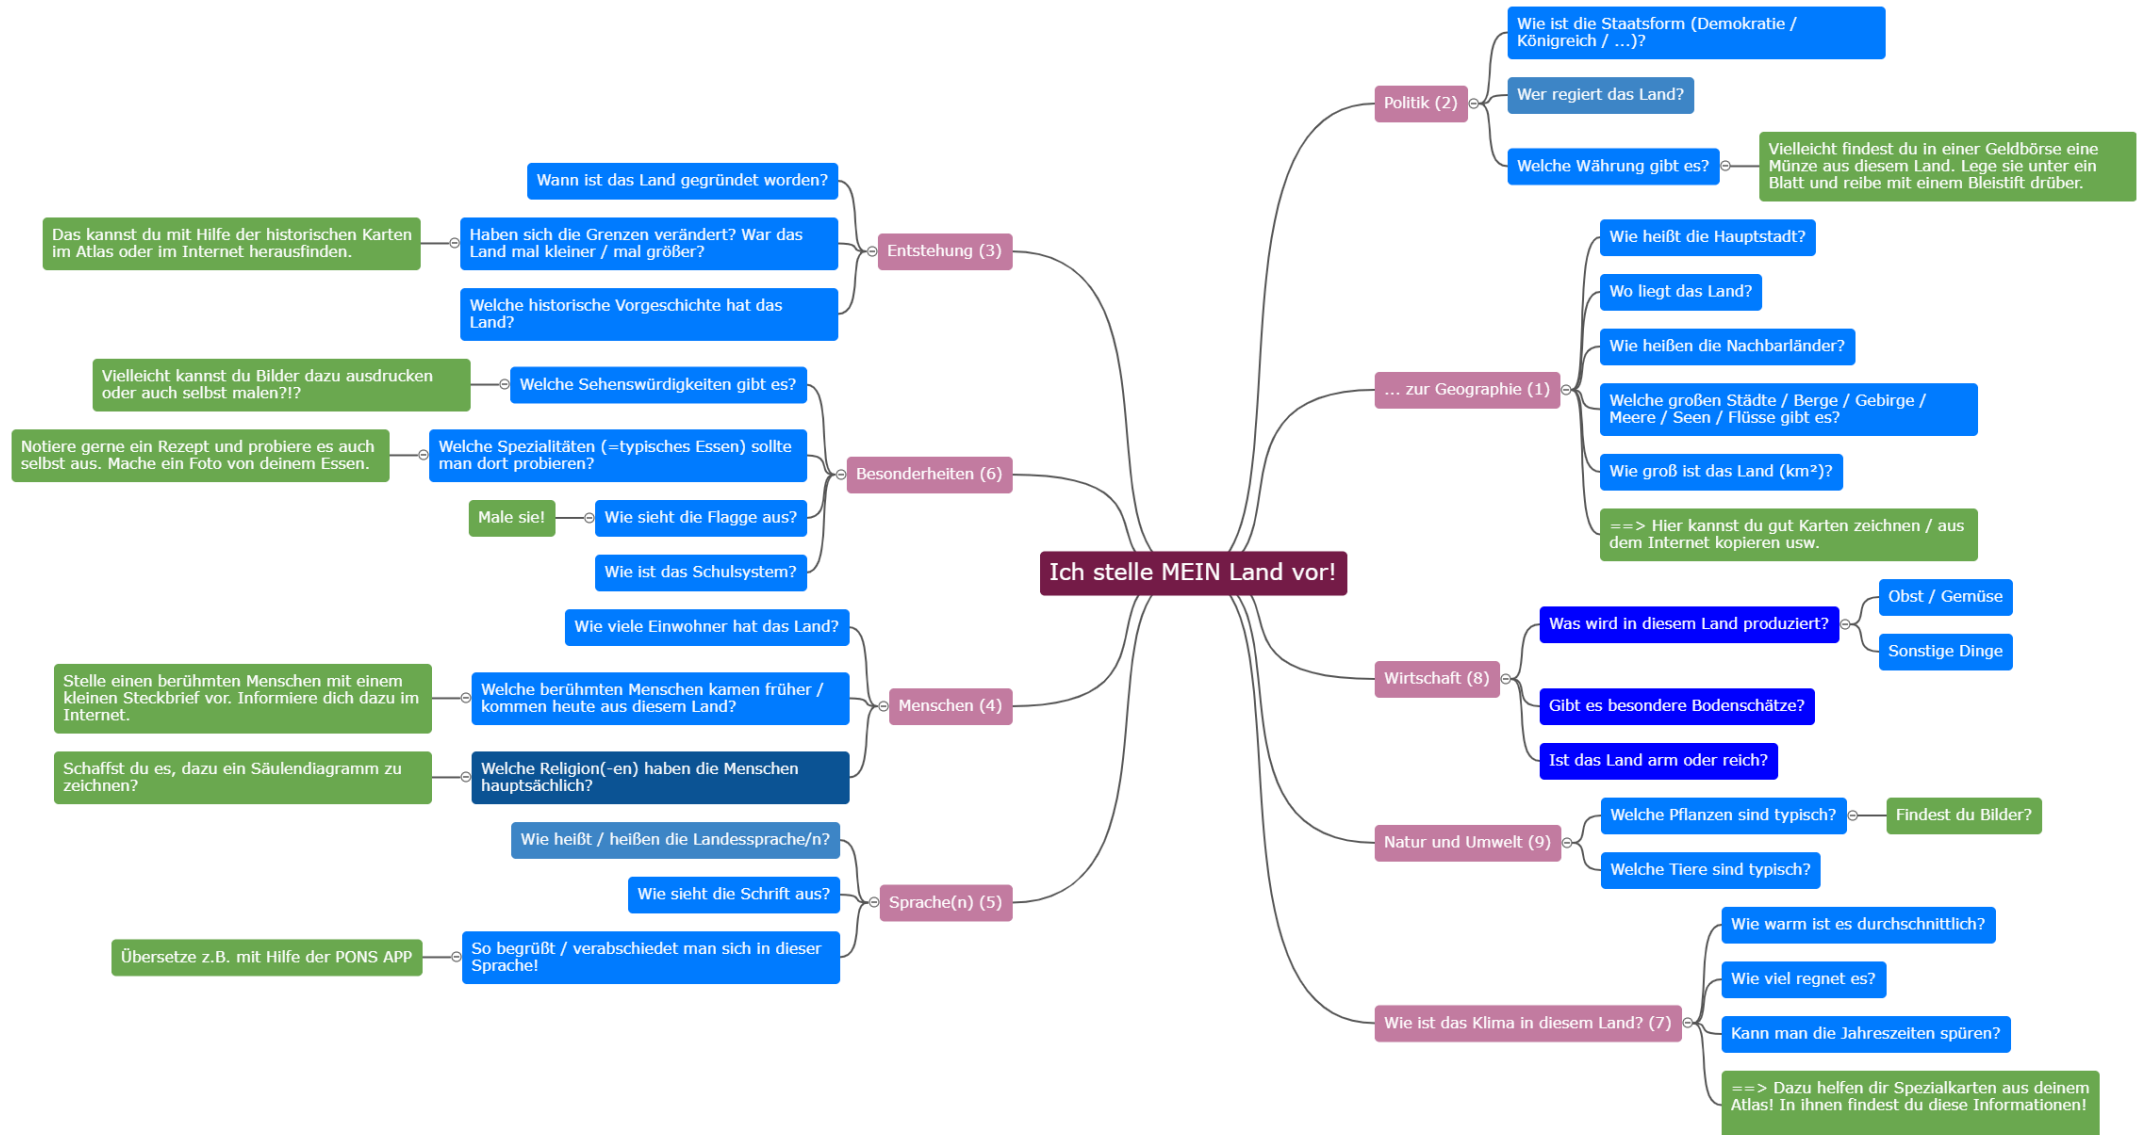 Ich stelle MEIN Land vor!
Politik (2)
Wie ist die Staatsform (Demokratie /
Königreich / ...)?
Wer regiert das Land?
Welche Währung gibt es?
Vielleicht findest du in einer Geldbörse eine
Münze aus diesem Land. Lege sie unter ein
Blatt und reibe mit einem Bleistift drüber.
... zur Geographie (1)
Wie heißt die Hauptstadt?
Wo liegt das Land?
Wie heißen die Nachbarländer?
Welche großen Städte / Berge / Gebirge /
Meere / Seen / Flüsse gibt es?
Wie groß ist das Land (km²)?
==> Hier kannst du gut Karten zeichnen / aus
dem Internet kopieren usw.
Wirtschaft (8)
Was wird in diesem Land produziert?
Obst / Gemüse
Sonstige Dinge
Gibt es besondere Bodenschätze?
Ist das Land arm oder reich?
Natur und Umwelt (9)
Welche Pflanzen sind typisch?
Findest du Bilder?
Welche Tiere sind typisch?
Wie ist das Klima in diesem Land? (7)
Wie warm ist es durchschnittlich?
Wie viel regnet es?
Kann man die Jahreszeiten spüren?
==> Dazu helfen dir Spezialkarten aus deinem
Atlas! In ihnen findest du diese Informationen!
Entstehung (3)
Wann ist das Land gegründet worden?
Haben sich die Grenzen verändert? War das
Land mal kleiner / mal größer?
Das kannst du mit Hilfe der historischen Karten
im Atlas oder im Internet herausfinden.
Welche historische Vorgeschichte hat das
Land?
Besonderheiten (6)
Welche Sehenswürdigkeiten gibt es?
Vielleicht kannst du Bilder dazu ausdrucken
oder auch selbst malen?!?
Welche Spezialitäten (=typisches Essen) sollte
man dort probieren?
Notiere gerne ein Rezept und probiere es auch
selbst aus. Mache ein Foto von deinem Essen.
Wie sieht die Flagge aus?
Male sie!
Wie ist das Schulsystem?
Menschen (4)
Wie viele Einwohner hat das Land?
Welche berühmten Menschen kamen früher /
kommen heute aus diesem Land?
Stelle einen berühmten Menschen mit einem
kleinen Steckbrief vor. Informiere dich dazu im
Internet.
Welche Religion(-en) haben die Menschen
hauptsächlich?
Schaffst du es, dazu ein Säulendiagramm zu
zeichnen?
Sprache(n) (5)
Wie heißt / heißen die Landessprache/n?
Wie sieht die Schrift aus?
So begrüßt / verabschiedet man sich in dieser
Sprache!
Übersetze z.B. mit Hilfe der PONS APP